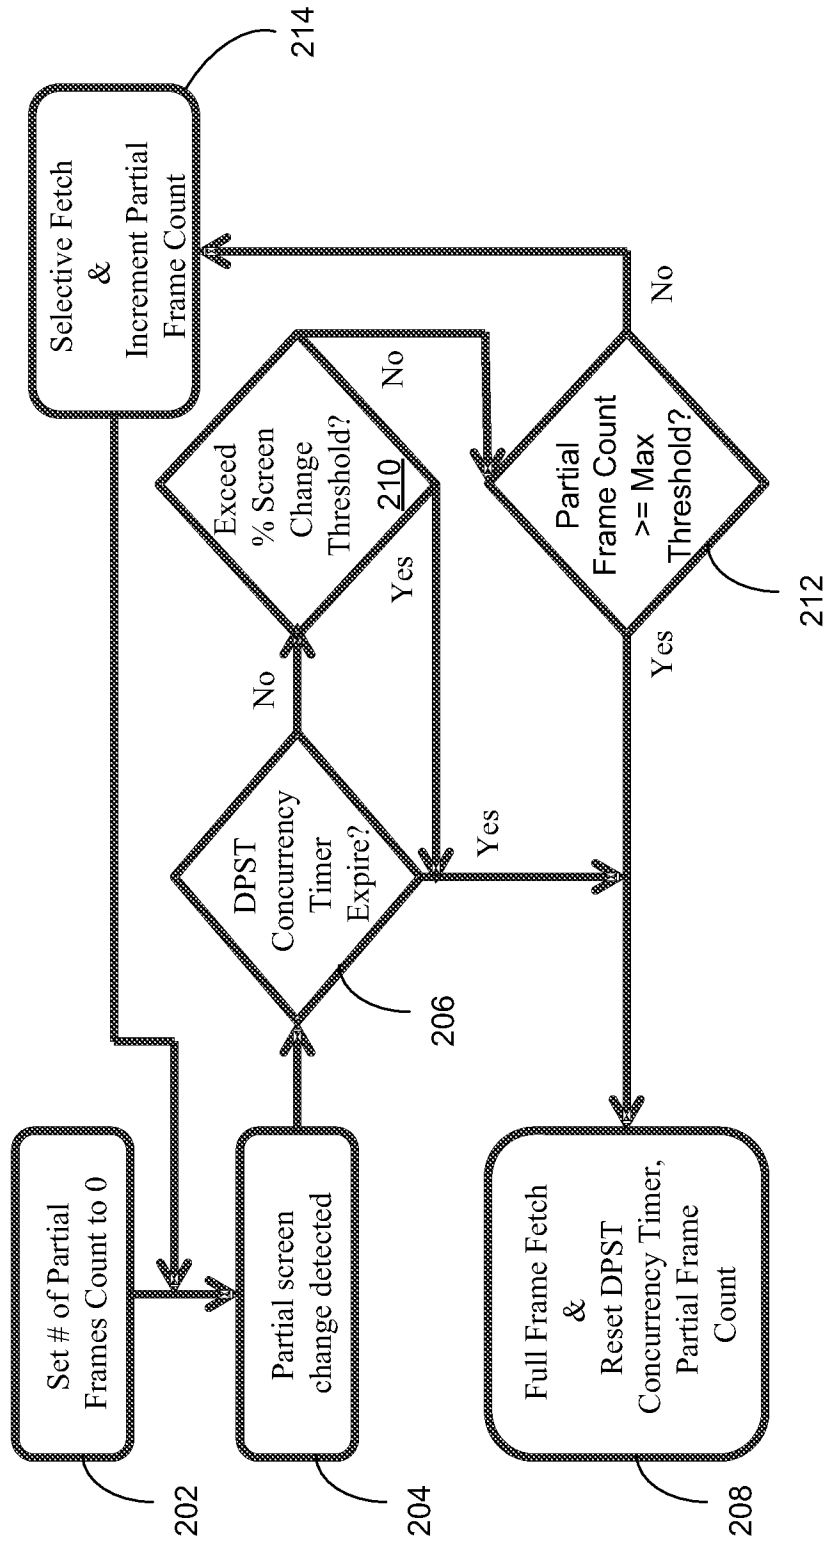 202
Set # of Partial
Frames Count to 0
204
Partial screen
change detected
206
DPST
Concurrency
Timer
Expire?
No
Yes
Exceed
% Screen
Change
Threshold?
210
Yes
No
Partial
Frame Count
>= Max
Threshold?
212
Yes
No
208
Full Frame Fetch
&
Reset DPST
Concurrency Timer,
Partial Frame
Count
Selective Fetch
&
Increment Partial
Frame Count
214